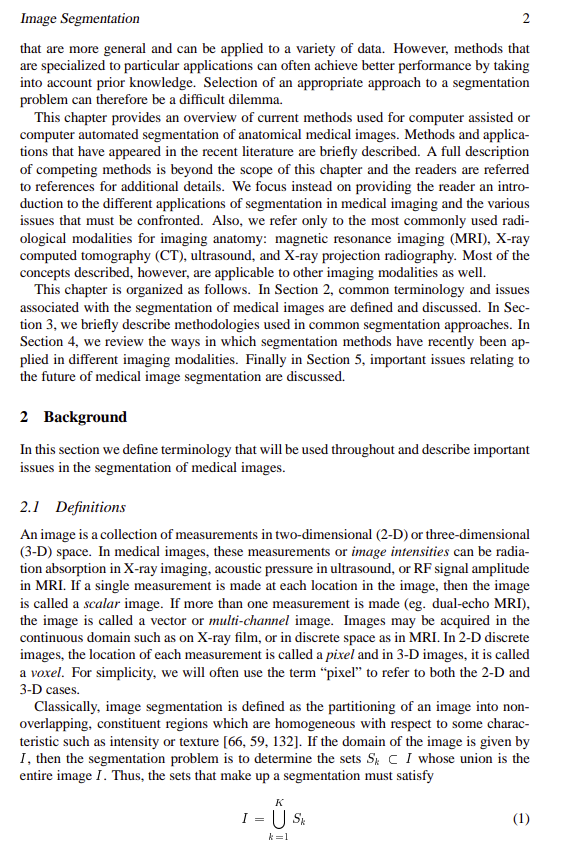 Image Segmentation 2
that are more general and can be applied to a variety of data. However, methods that
are specialized to particular applications can often achieve better performance by taking
into account prior knowledge. Selection of an appropriate approach to a segmentation
problem can therefore be a difficult dilemma.
This chapter provides an overview of current methods used for computer assisted or
computer automated segmentation of anatomical medical images. Methods and applica-
tions that have appeared in the recent literature are briefly described. A full description
of competing methods is beyond the scope of this chapter and the readers are referred
to references for additional details. We focus instead on providing the reader an intro-
duction to the different applications of segmentation in medical imaging and the various
issues that must be confronted. Also, we refer only to the most commonly used radi-
ological modalities for imaging anatomy: magnetic resonance imaging (MRI), X-ray
computed tomography (CT), ultrasound, and X-ray projection radiography. Most of the
concepts described, however, are applicable to other imaging modalities as well.
This chapter is organized as follows. In Section 2, common terminology and issues
associated with the segmentation of medical images are defined and discussed. In Sec-
tion 3, we briefly describe methodologies used in common segmentation approaches. In
Section 4, we review the ways in which segmentation methods have recently been ap-
plied in different imaging modalities. Finally in Section 5, important issues relating to
the future of medical image segmentation are discussed.
2 Background
In this section we define terminology that will be used throughout and describe important
issues in the segmentation of medical images.
2.1 Definitions
An image is a collection of measurements in two-dimensional (2-D) or three-dimensional
(3-D) space. In medical images, these measurements or image intensities can be radia-
tion absorption in X-ray imaging, acoustic pressure in ultrasound, or RF signal amplitude
in MRI. If a single measurement is made at each location in the image, then the image
is called a scalar image. If more than one measurement is made (eg. dual-echo MRI),
the image is called a vector or multi-channel image. Images may be acquired in the
continuous domain such as on X-ray film, or in discrete space as in MRI. In 2-D discrete
images, the location of each measurement is called a pixel and in 3-D images, it is called
a voxel. For simplicity, we will often use the term “pixel” to refer to both the 2-D and
3-D cases.
Classically, image segmentation is defined as the partitioning of an image into non-
overlapping, constituent regions which are homogeneous with respect to some charac-
teristic such as intensity or texture [66, 59, 132]. If the domain of the image is given by
I, then the segmentation problem is to determine the sets Sₖ ⊂ I whose union is the
entire image I. Thus, the sets that make up a segmentation must satisfy
K
I = ⋃ Sₖ (1)
k=1